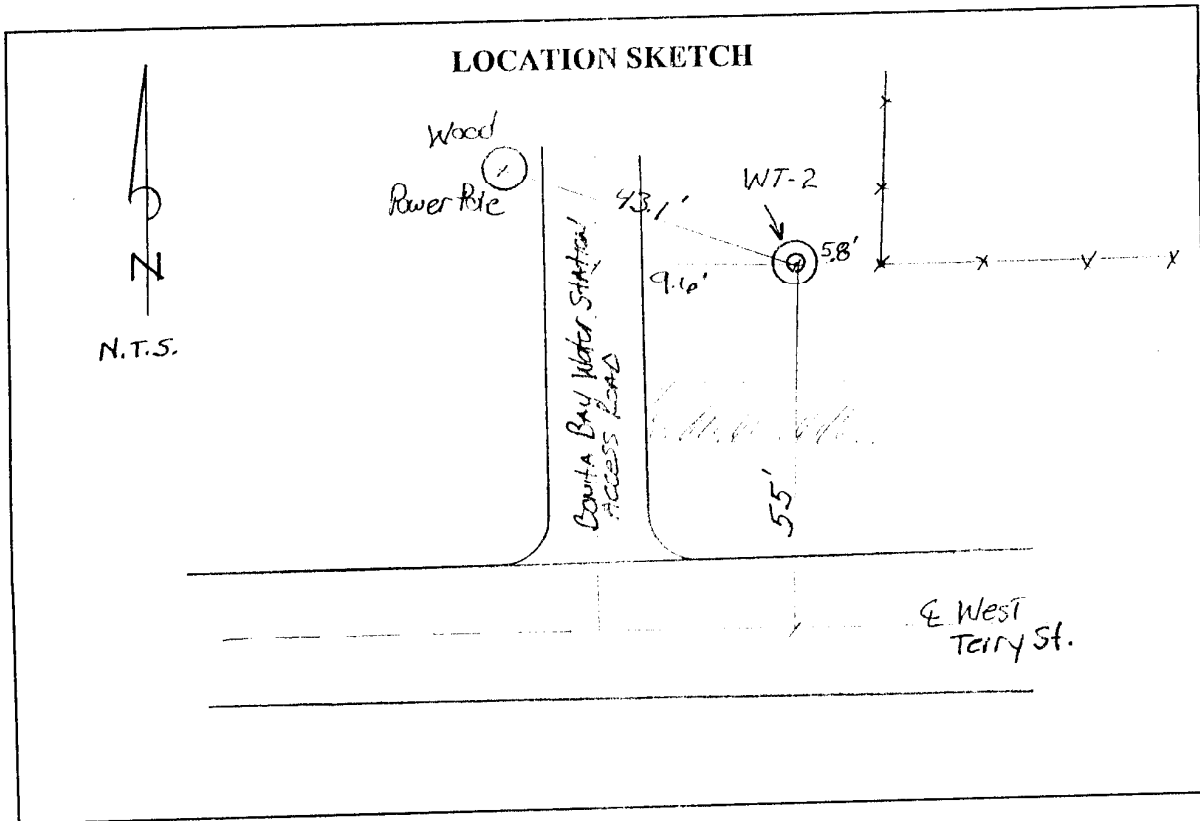 LOCATION SKETCH
Wood
Power Pole
43.1'
WT-2
5.8'
N
9.6'
N.T.S.
Bonita Bay Water Station
Access Road
55'
℄ West
Terry St.